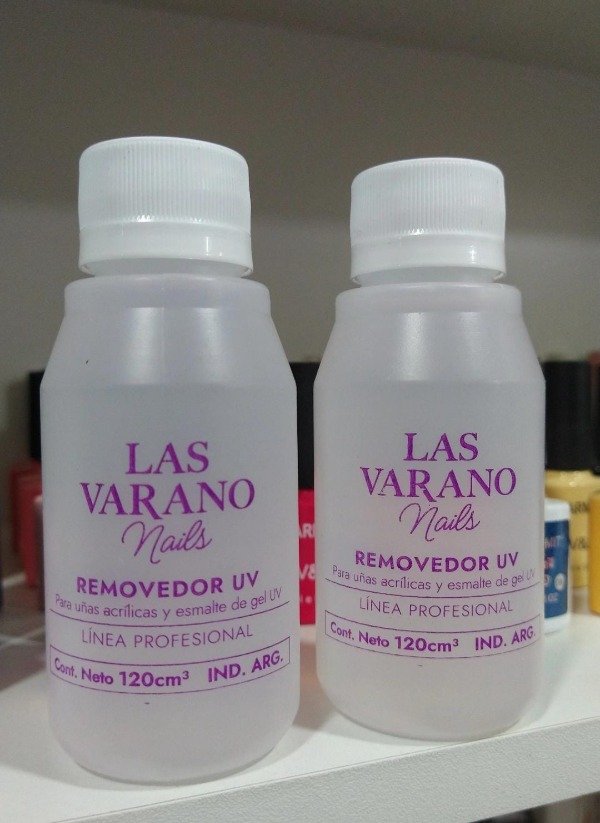 LAS
VARANO
Nails
REMOVEDOR UV
Para uñas acrílicas y esmalte de gel UV
LÍNEA PROFESIONAL
Cont. Neto 120cm³ IND. ARG.
LAS
VARANO
Nails
REMOVEDOR UV
Para uñas acrílicas y esmalte de gel UV
LÍNEA PROFESIONAL
Cont. Neto 120cm³ IND. ARG.